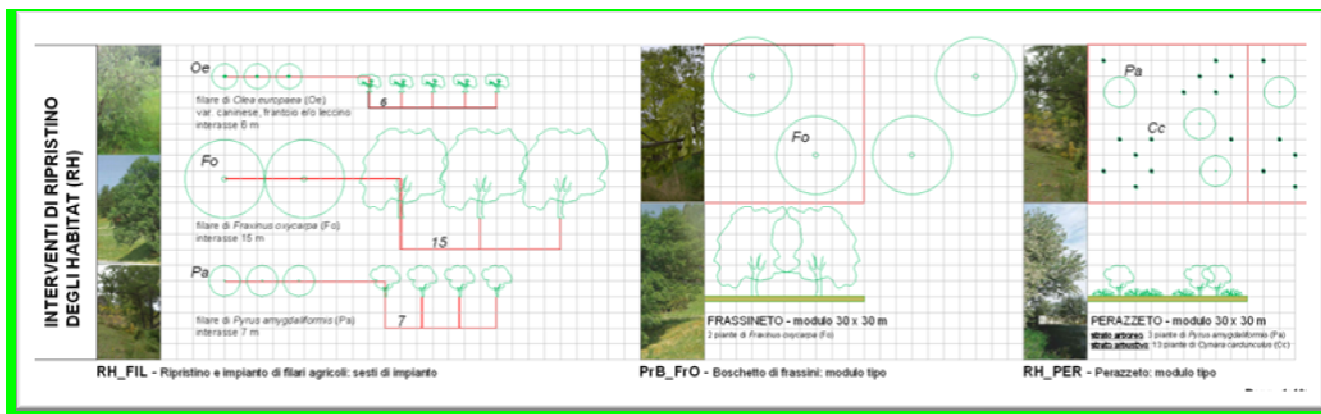 INTERVENTI DI RIPRISTINO
DEGLI HABITAT (RH)
Oe
6
filare di Olea europaea (Oe)
var. caninese, frantoio e/o leccino
interasse 6 m
Fo
15
filare di Fraxinus oxycarpa (Fo)
interasse 15 m
Pa
7
filare di Pyrus amygdaliformis (Pa)
interasse 7 m
RH_FIL - Ripristino e impianto di filari agricoli: sesti di impianto
Fo
FRASSINETO - modulo 30 x 30 m
2 piante di Fraxinus oxycarpa (Fo)
PrB_FrO - Boschetto di frassini: modulo tipo
Pa
Cc
PERAZZETO - modulo 30 x 30 m
strato arboreo: 3 piante di Pyrus amygdaliformis (Pa)
strato arbustivo: 13 piante di Cynara cardunculus (Cc)
RH_PER - Perazzeto: modulo tipo